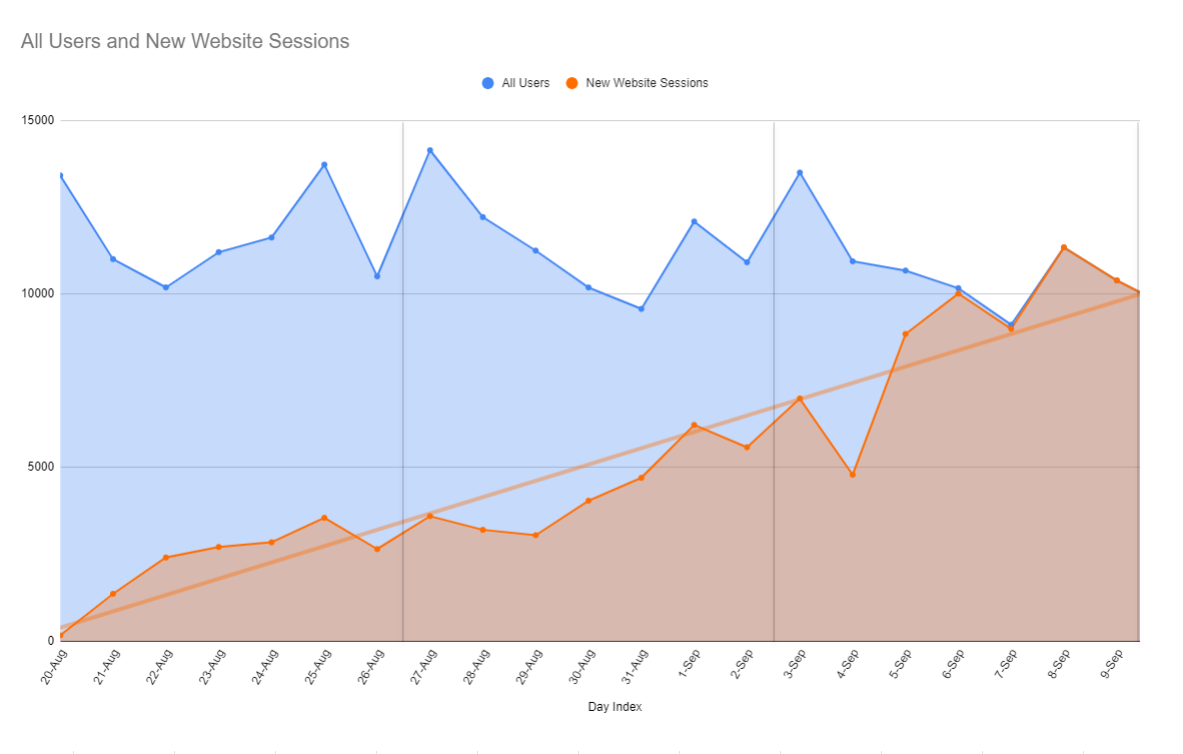 All Users and New Website Sessions
All Users
New Website Sessions
15000
10000
5000
0
20-Aug
21-Aug
22-Aug
23-Aug
24-Aug
25-Aug
26-Aug
27-Aug
28-Aug
29-Aug
30-Aug
31-Aug
1-Sep
2-Sep
3-Sep
4-Sep
5-Sep
6-Sep
7-Sep
8-Sep
9-Sep
Day Index